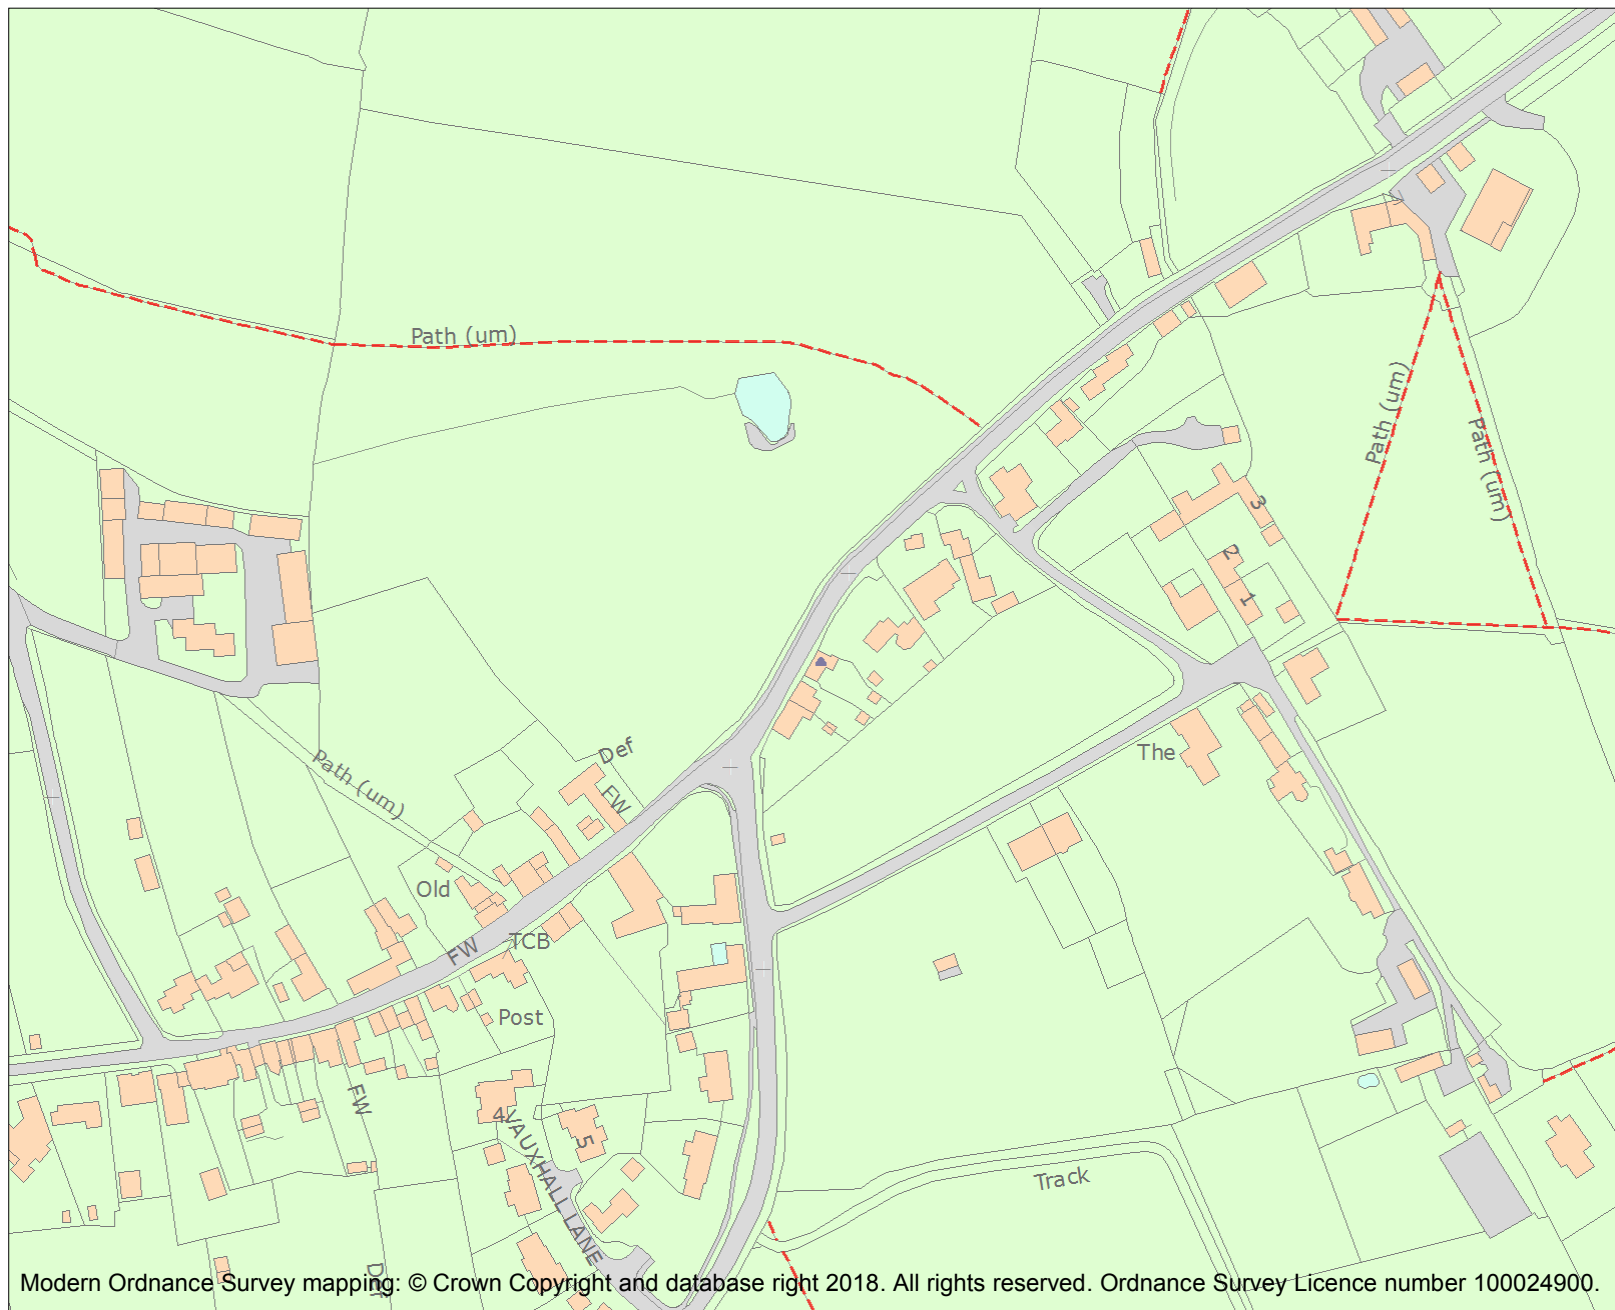 Path (um)
Path (um)
Path (um)
3
2
1
Def
The
Path (um)
FW
Old
TCB
FW
Post
FW
4
5
VAUXHALL LANE
Track
Def
Modern Ordnance Survey mapping: © Crown Copyright and database right 2018. All rights reserved. Ordnance Survey Licence number 100024900.